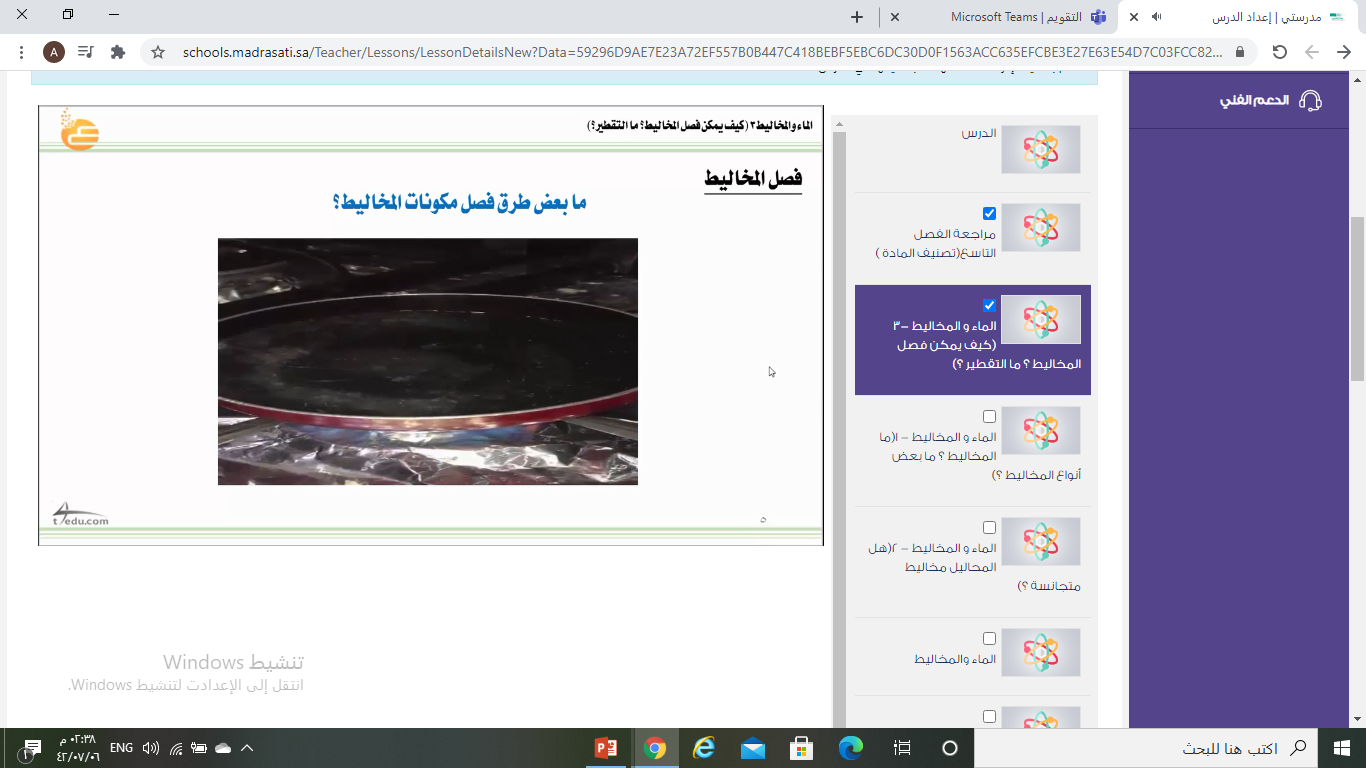 مدرستي | إعداد الدرس
التقويم | Microsoft Teams
schools.madrasati.sa/Teacher/Lessons/LessonDetailsNew?Data=59296D9AE7E23A72EF557B0B447C418BEBF5EBC6DC30D0F1563ACC635EFCBE3E27E63E54D7C03FCC82...
A
الدعم الفني
الماء والمخاليط٣ (كيف يمكن فصل المخاليط؟ ما التقطير؟)
فصل المخاليط
ما بعض طرق فصل مكونات المخاليط؟
t4edu.com
٥
الدرس
مراجعة الفصل
التاسع(تصنيف المادة )
الماء و المخاليط -٣
(كيف يمكن فصل
المخاليط ؟ ما التقطير ؟)
الماء و المخاليط - ١(ما
المخاليط ؟ ما بعض
أنواع المخاليط ؟)
الماء و المخاليط - ٢(هل
المحاليل مخاليط
متجانسة ؟)
الماء والمخاليط
تنشيط Windows
انتقل إلى الإعدادت لتنشيط Windows.
اكتب هنا للبحث
ENG
٠٢:٣٨ م
٤٢/٠٧/٠٦